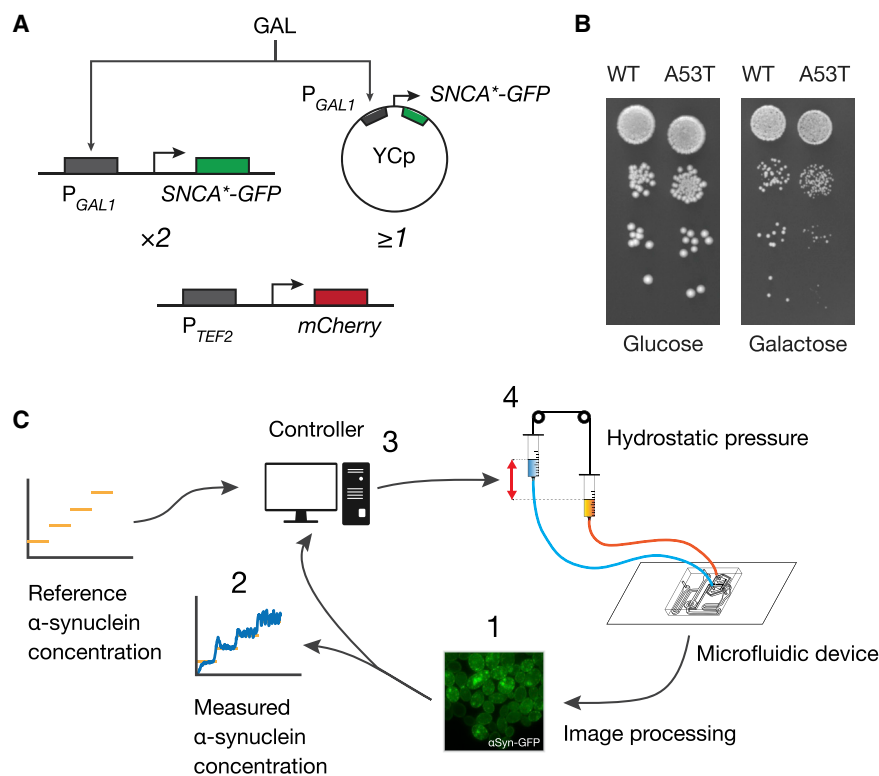 A
GAL
P GAL1
SNCA*-GFP
YCp
P GAL1
SNCA*-GFP
×2
≥1
P TEF2
mCherry
B
WT
A53T
WT
A53T
Glucose
Galactose
C
Controller
3
4
Hydrostatic pressure
Reference
α-synuclein
concentration
2
Measured
α-synuclein
concentration
1
αSyn-GFP
Image processing
Microfluidic device